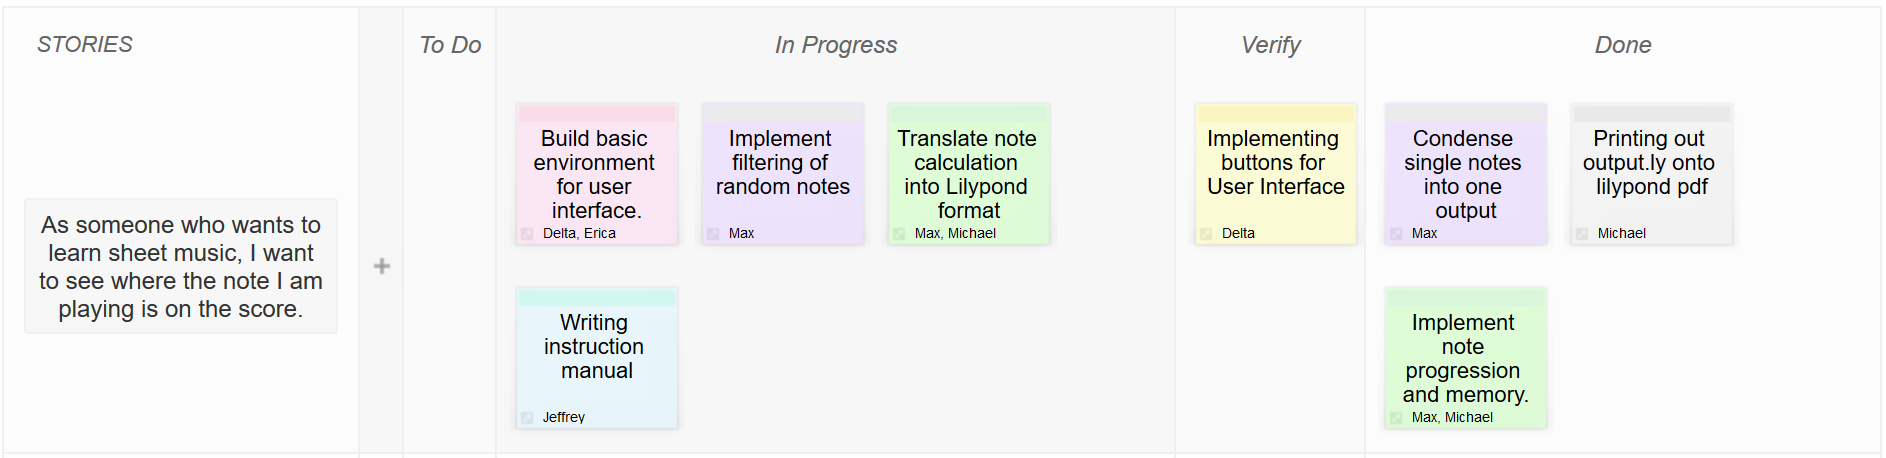 STORIES
To Do
In Progress
Verify
Done
As someone who wants to
learn sheet music, I want
to see where the note I am
playing is on the score.
+
Build basic
environment
for user
interface.
Delta, Erica
Implement
filtering of
random notes
Max
Translate note
calculation
into Lilypond
format
Max, Michael
Writing
instruction
manual
Jeffrey
Implementing
buttons for
User Interface
Delta
Condense
single notes
into one
output
Max
Printing out
output.ly onto
lilypond pdf
Michael
Implement
note
progression
and memory.
Max, Michael